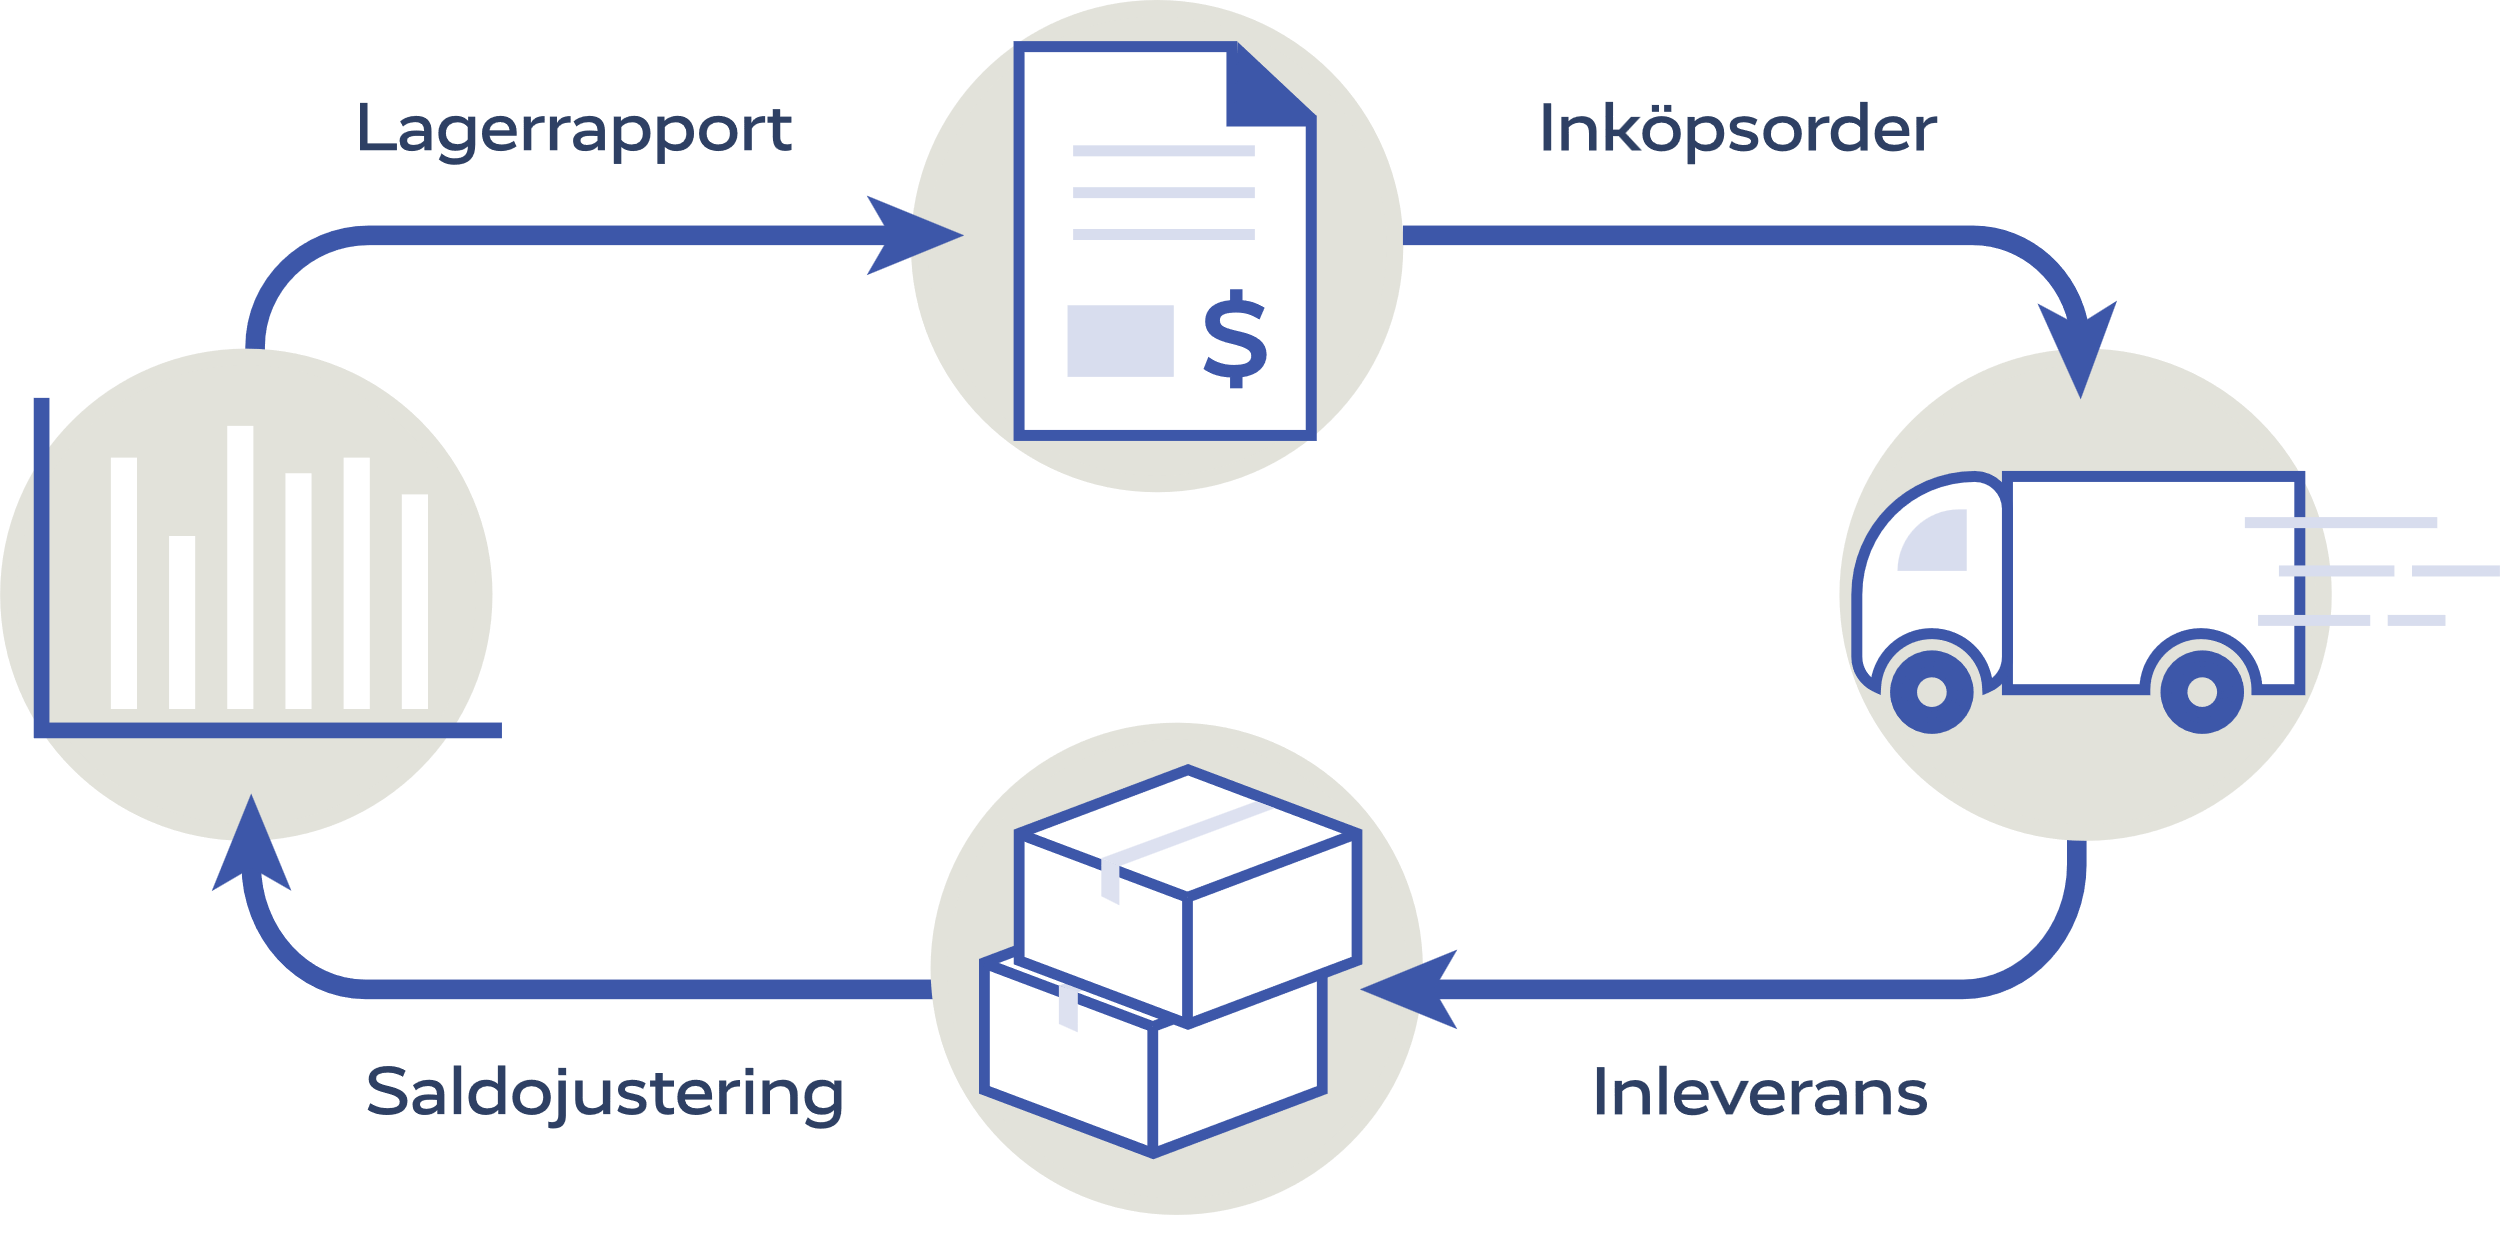 Lagerrapport
Inköpsorder
$
Saldojustering
Inleverans